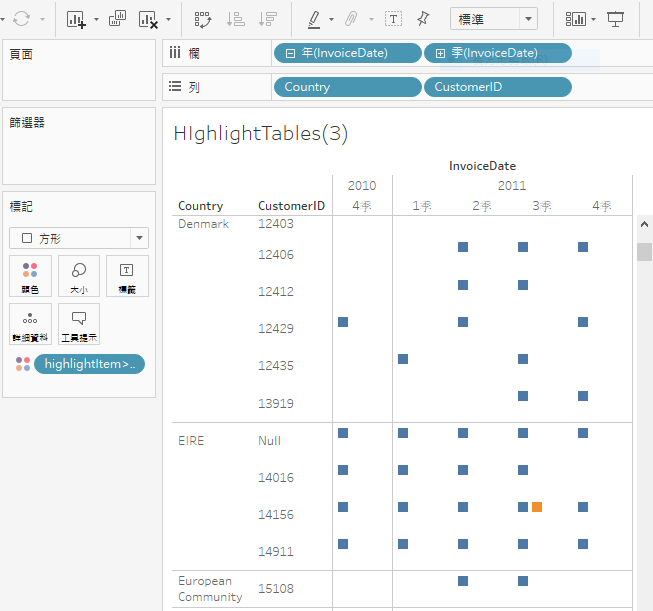 標準
頁面
欄
年(InvoiceDate)
季(InvoiceDate)
列
Country
CustomerID
篩選器
標記
方形
顏色
大小
標籤
詳細資料
工具提示
highlightItem>..
HIghlightTables(3)
InvoiceDate
2010
2011
Country
CustomerID
4季
1季
2季
3季
4季
Denmark
12403
12406
12412
12429
12435
13919
EIRE
Null
14016
14156
14911
European
Community
15108